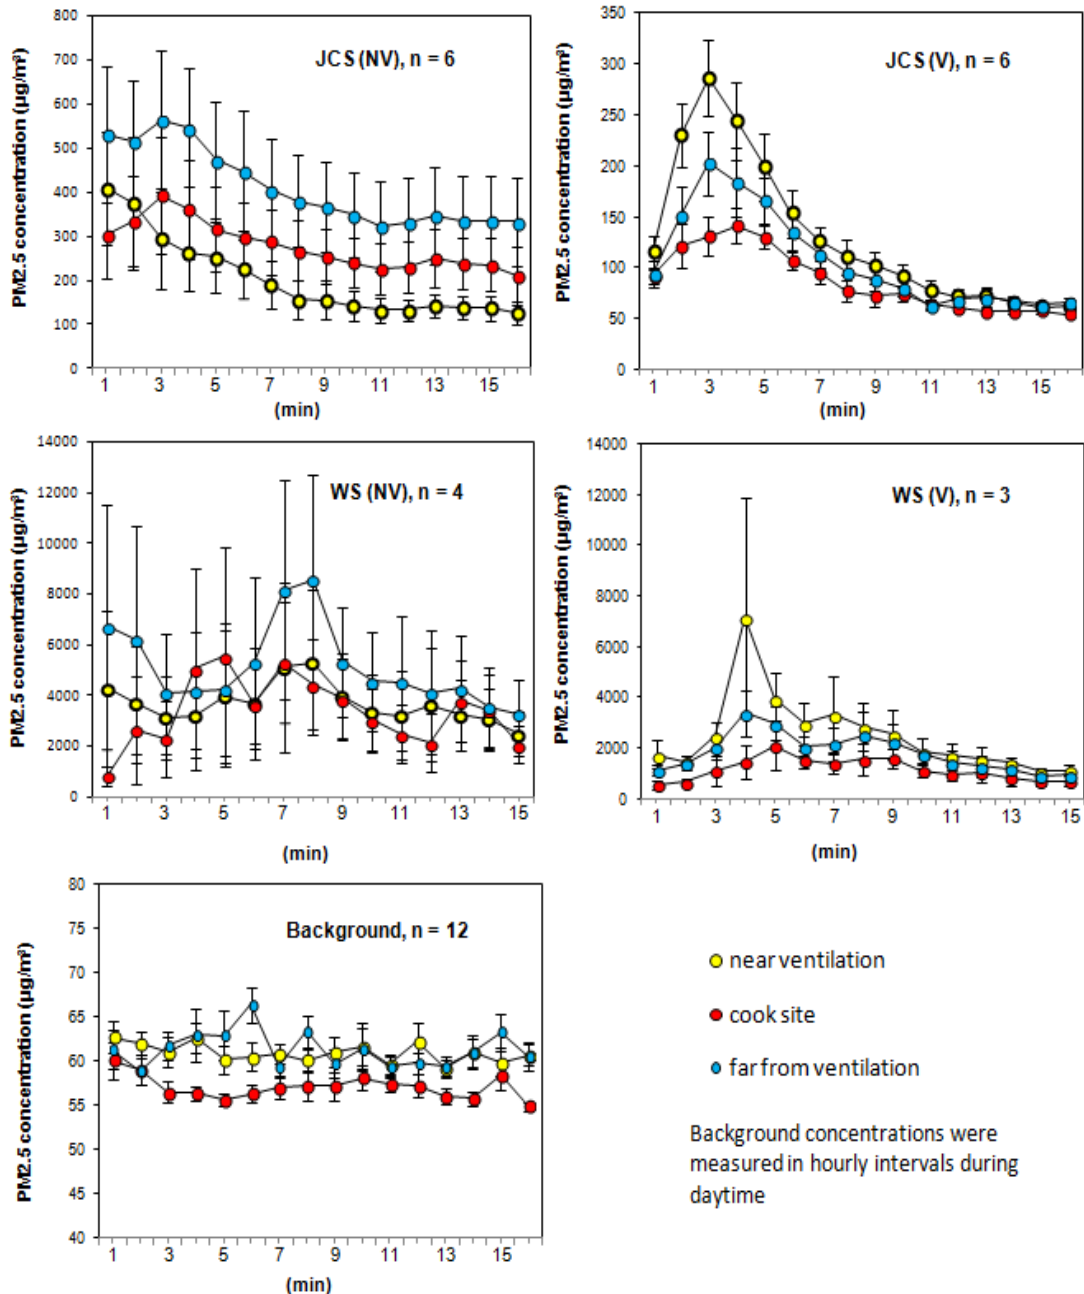 JCS (NV), n = 6
PM2.5 concentration (µg/m³)
800
700
600
500
400
300
200
100
0
1 3 5 7 9 11 13 15
(min)
JCS (V), n = 6
PM2.5 concentration (µg/m³)
350
300
250
200
150
100
50
0
1 3 5 7 9 11 13 15
(min)
WS (NV), n = 4
PM2.5 concentration (µg/m³)
14000
12000
10000
8000
6000
4000
2000
0
1 3 5 7 9 11 13 15
(min)
WS (V), n = 3
PM2.5 concentration (µg/m³)
14000
12000
10000
8000
6000
4000
2000
0
1 3 5 7 9 11 13 15
(min)
Background, n = 12
PM2.5 concentration (µg/m³)
80
75
70
65
60
55
50
45
40
1 3 5 7 9 11 13 15
(min)
near ventilation
cook site
far from ventilation
Background concentrations were
measured in hourly intervals during
daytime